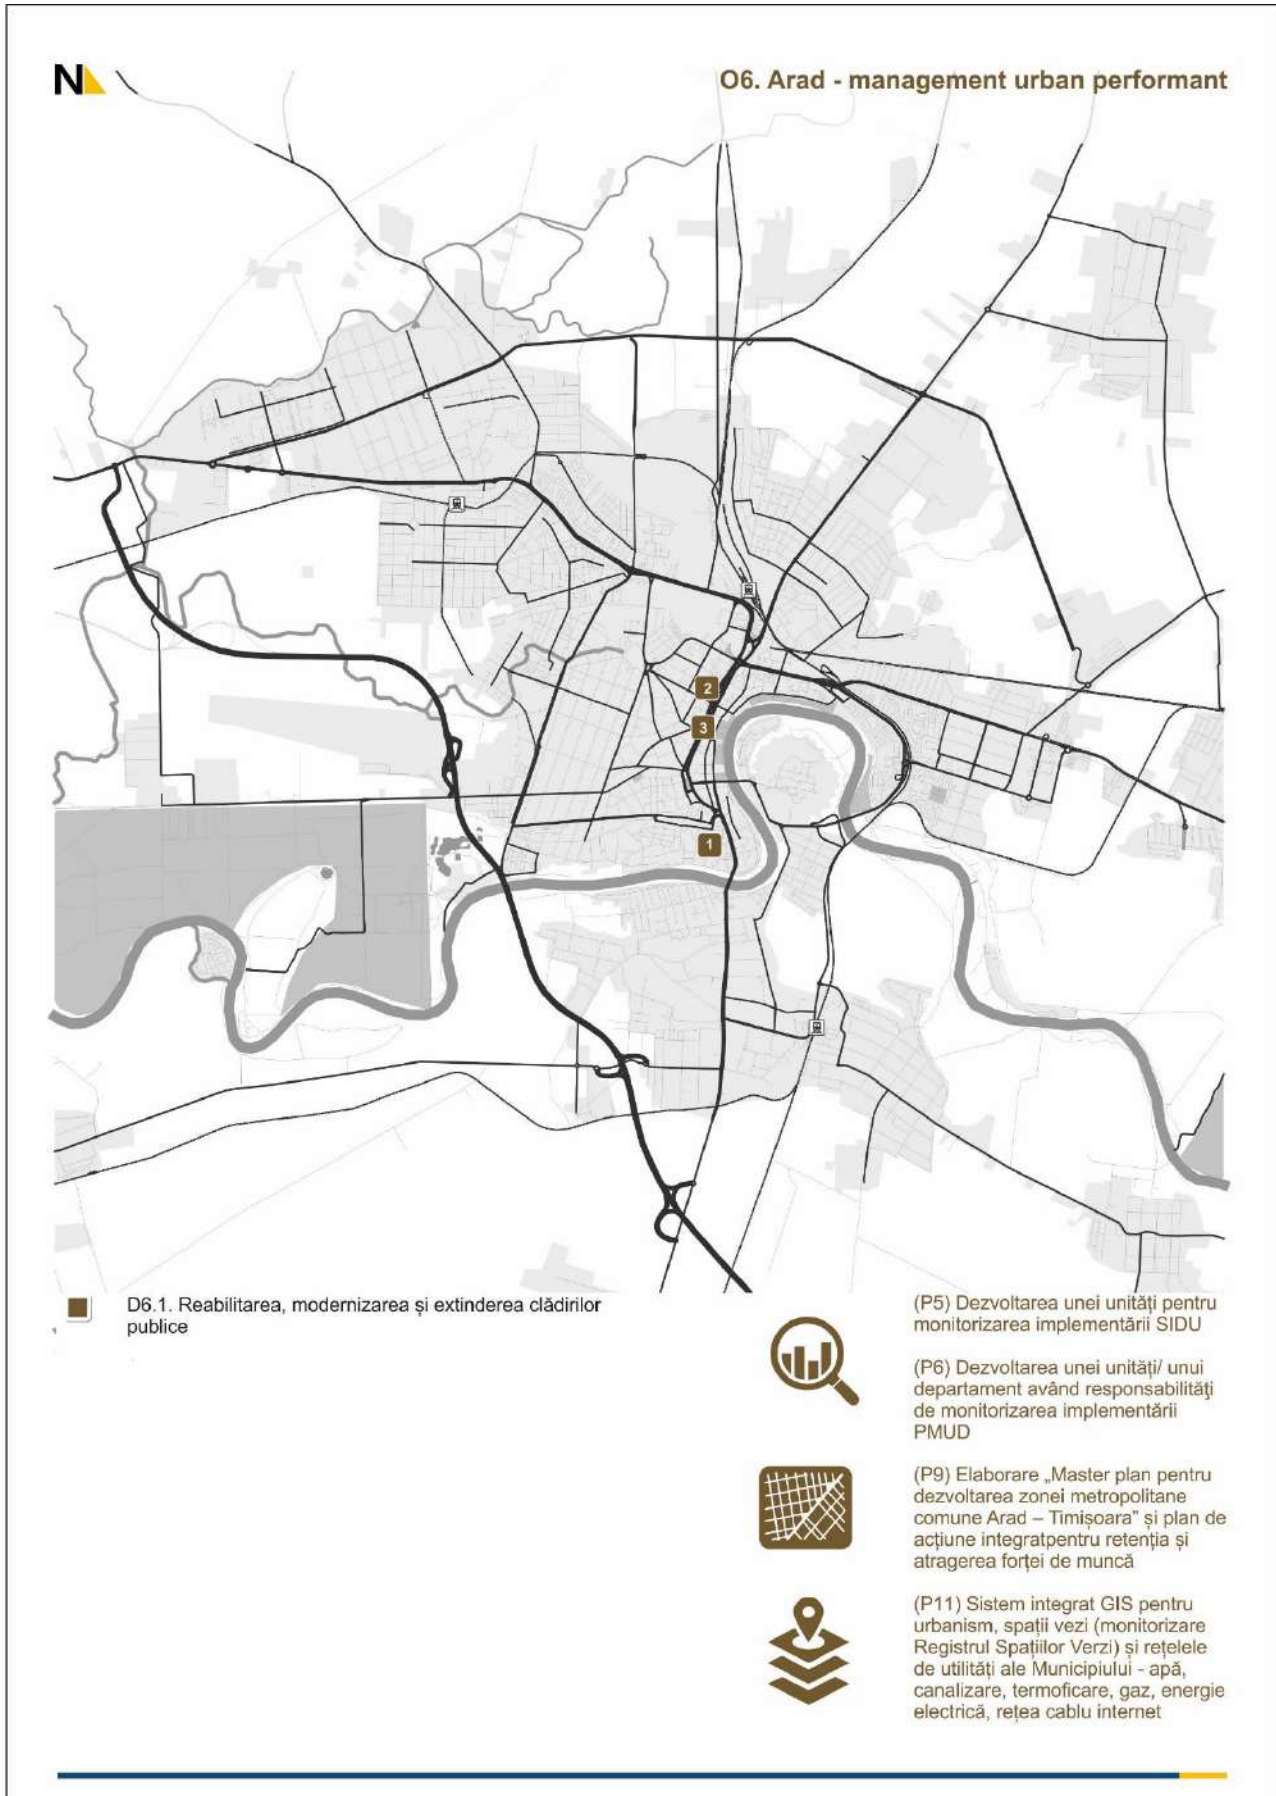 N
O6. Arad - management urban performant
2
3
1
D6.1. Reabilitarea, modernizarea și extinderea clădirilor
publice
(P5) Dezvoltarea unei unități pentru
monitorizarea implementării SIDU
(P6) Dezvoltarea unei unități/ unui
departament având responsabilităţi
de monitorizarea implementării
PMUD
(P9) Elaborare „Master plan pentru
dezvoltarea zonei metropolitane
comune Arad – Timișoara” și plan de
acțiune integratpentru retenția și
atragerea forței de muncă
(P11) Sistem integrat GIS pentru
urbanism, spații vezi (monitorizare
Registrul Spațiilor Verzi) și rețelele
de utilități ale Municipiului - apă,
canalizare, termoficare, gaz, energie
electrică, rețea cablu internet